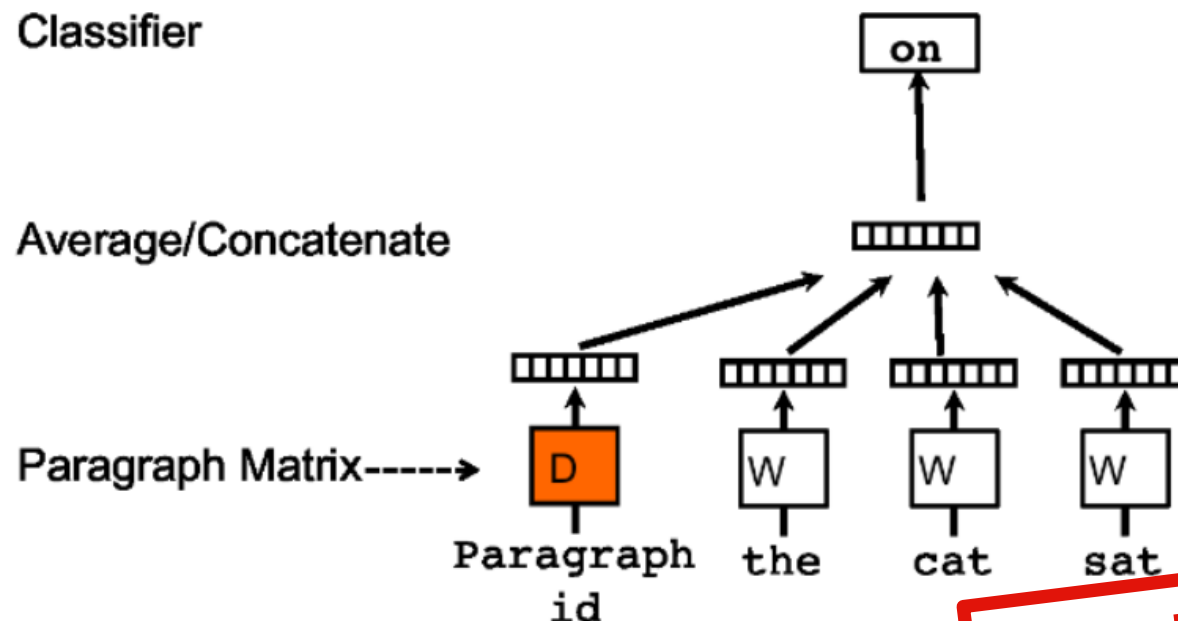 Classifier
on
Average/Concatenate
Paragraph Matrix----->
D
W
W
W
Paragraph
id
the
cat
sat